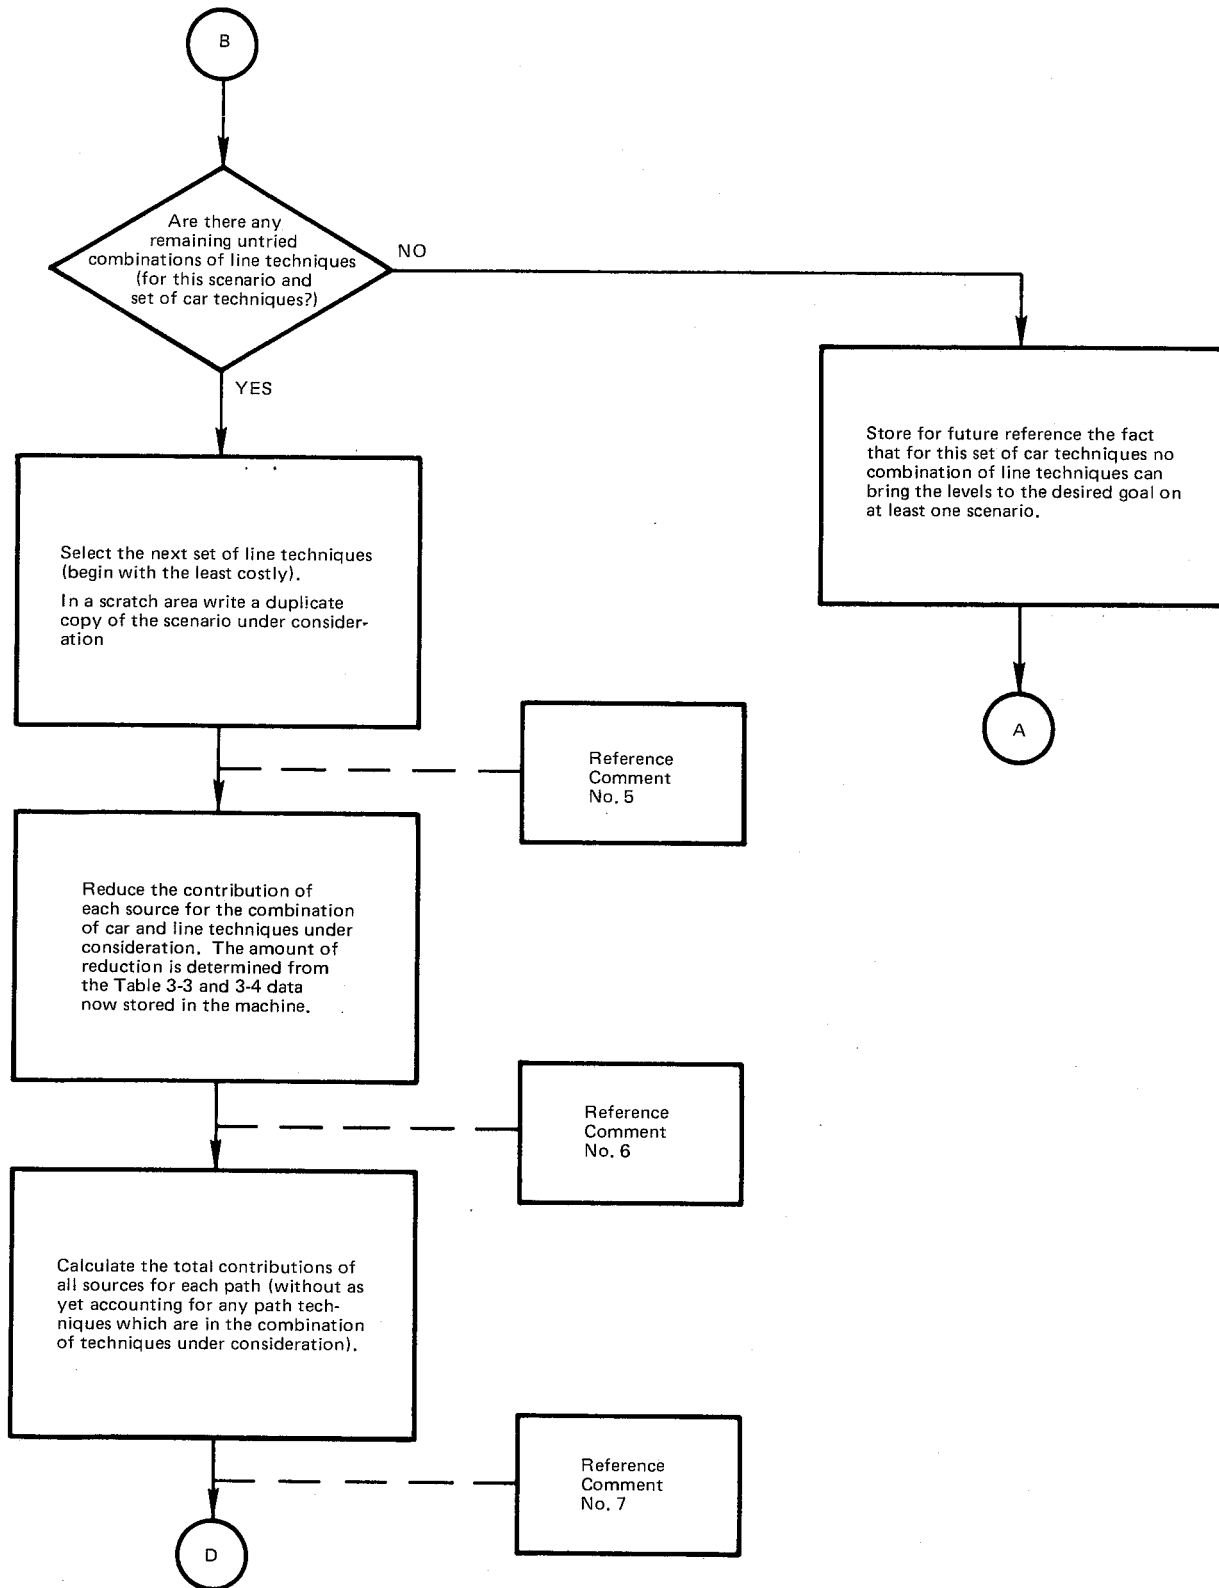 B
Are there any
remaining untried
combinations of line techniques
(for this scenario and
set of car techniques?)
NO
YES
Store for future reference the fact
that for this set of car techniques no
combination of line techniques can
bring the levels to the desired goal on
at least one scenario.
A
Select the next set of line techniques
(begin with the least costly).
In a scratch area write a duplicate
copy of the scenario under consider-
ation
Reference
Comment
No. 5
Reduce the contribution of
each source for the combination
of car and line techniques under
consideration. The amount of
reduction is determined from
the Table 3-3 and 3-4 data
now stored in the machine.
Reference
Comment
No. 6
Calculate the total contributions of
all sources for each path (without as
yet accounting for any path tech-
niques which are in the combination
of techniques under consideration).
Reference
Comment
No. 7
D